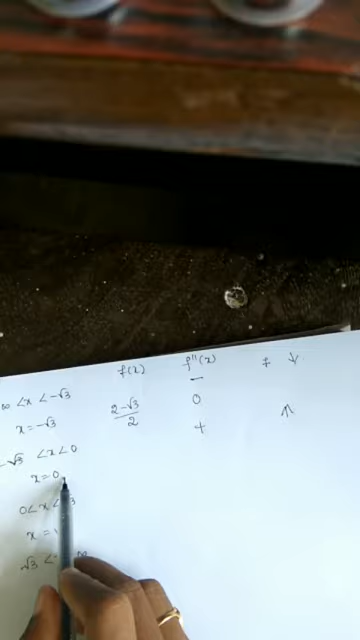 f(x) f''(x) f ↓
∞ < x < -√3 —
x = -√3 2-√3/2 0
-√3 < x < 0 + ↑
x = 0
0 < x < 3
x =
√3 < ∞